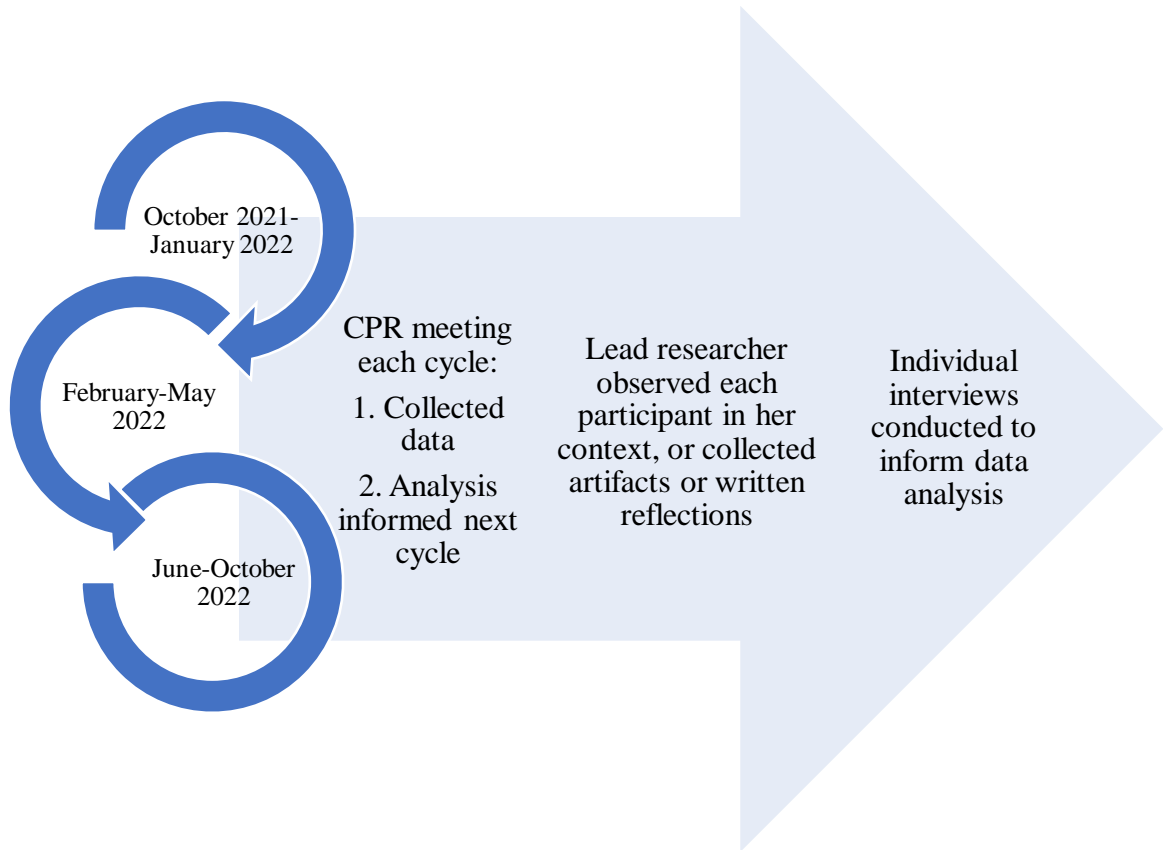 October 2021-
January 2022
February-May
2022
June-October
2022
CPR meeting
each cycle:
1. Collected
data
2. Analysis
informed next
cycle
Lead researcher
observed each
participant in her
context, or collected
artifacts or written
reflections
Individual
interviews
conducted to
inform data
analysis